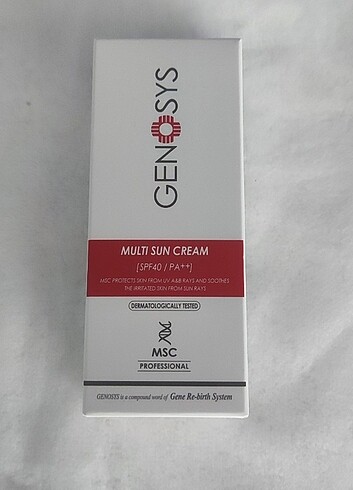 GENOSYS
MULTI SUN CREAM
[SPF40 / PA++]
MSC PROTECTS SKIN FROM UV A&B RAYS AND SOOTHES
THE IRRITATED SKIN FROM SUN RAYS
DERMATOLOGICALLY TESTED
MSC
PROFESSIONAL
GENOSYS is a compound word of Gene Re-birth System